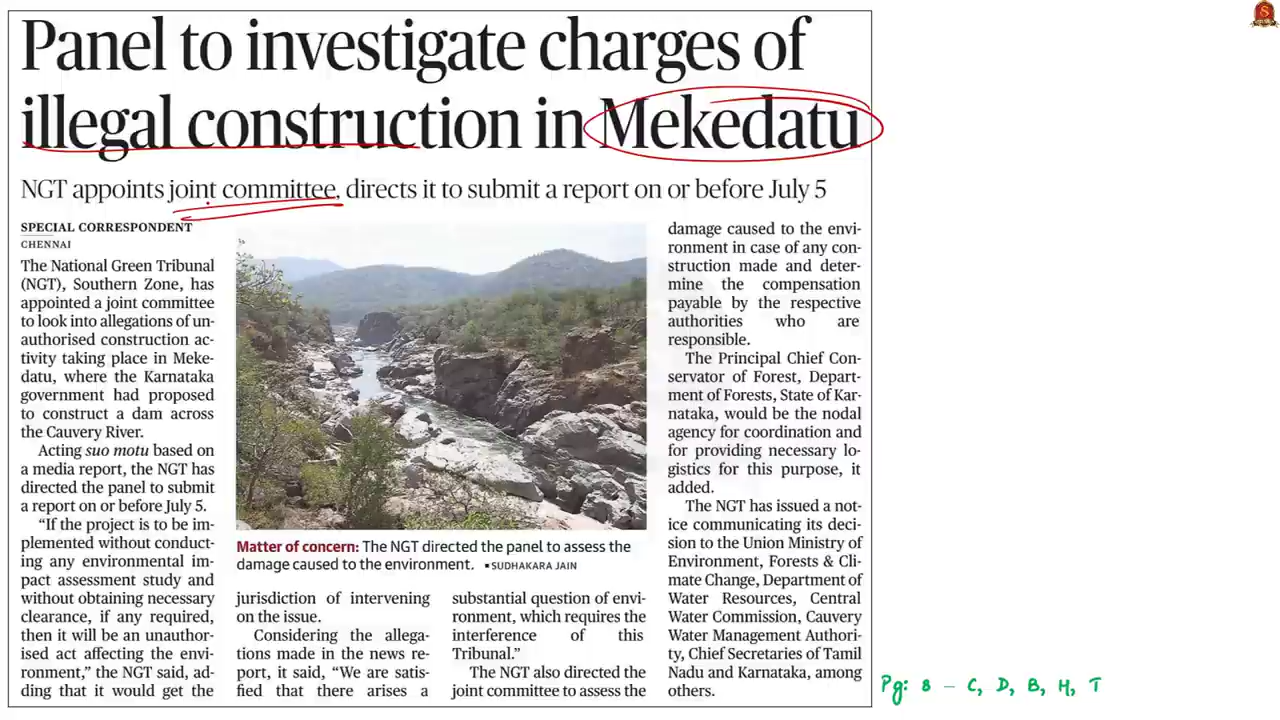 Panel to investigate charges of
illegal construction in Mekedatu
NGT appoints joint committee, directs it to submit a report on or before July 5
SPECIAL CORRESPONDENT
CHENNAI
The National Green Tribunal
(NGT), Southern Zone, has
appointed a joint committee
to look into allegations of un-
authorised construction ac-
tivity taking place in Meke-
datu, where the Karnataka
government had proposed
to construct a dam across
the Cauvery River.
Acting suo motu based on
a media report, the NGT has
directed the panel to submit
a report on or before July 5.
“If the project is to be im-
plemented without conduct-
ing any environmental im-
pact assessment study and
without obtaining necessary
clearance, if any required,
then it will be an unauthor-
ised act affecting the envi-
ronment,” the NGT said, ad-
ding that it would get the
Matter of concern: The NGT directed the panel to assess the
damage caused to the environment. ▪ SUDHAKARA JAIN
jurisdiction of intervening
on the issue.
Considering the allega-
tions made in the news re-
port, it said, “We are satis-
fied that there arises a
substantial question of envi-
ronment, which requires the
interference of this
Tribunal.”
The NGT also directed the
joint committee to assess the
damage caused to the envi-
ronment in case of any con-
struction made and deter-
mine the compensation
payable by the respective
authorities who are
responsible.
The Principal Chief Con-
servator of Forest, Depart-
ment of Forests, State of Kar-
nataka, would be the nodal
agency for coordination and
for providing necessary lo-
gistics for this purpose, it
added.
The NGT has issued a not-
ice communicating its deci-
sion to the Union Ministry of
Environment, Forests & Cli-
mate Change, Department of
Water Resources, Central
Water Commission, Cauvery
Water Management Authori-
ty, Chief Secretaries of Tamil
Nadu and Karnataka, among
others.
Pg: 8 – C, D, B, H, T